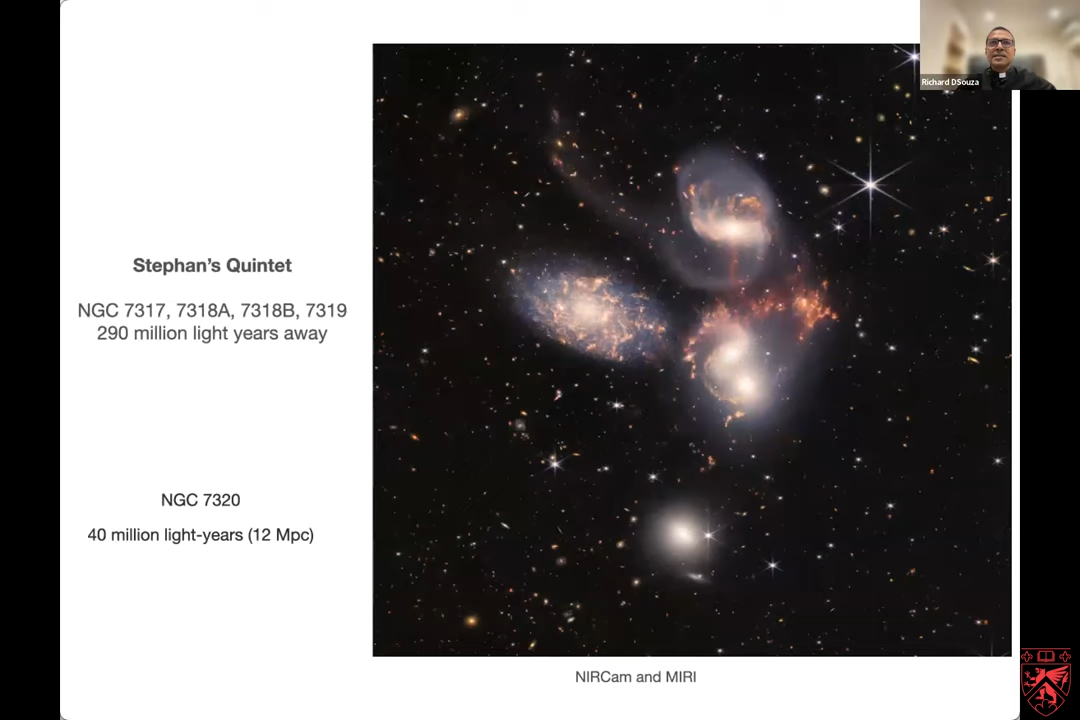 Richard DSouza
Stephan's Quintet
NGC 7317, 7318A, 7318B, 7319
290 million light years away
NGC 7320
40 million light-years (12 Mpc)
NIRCam and MIRI